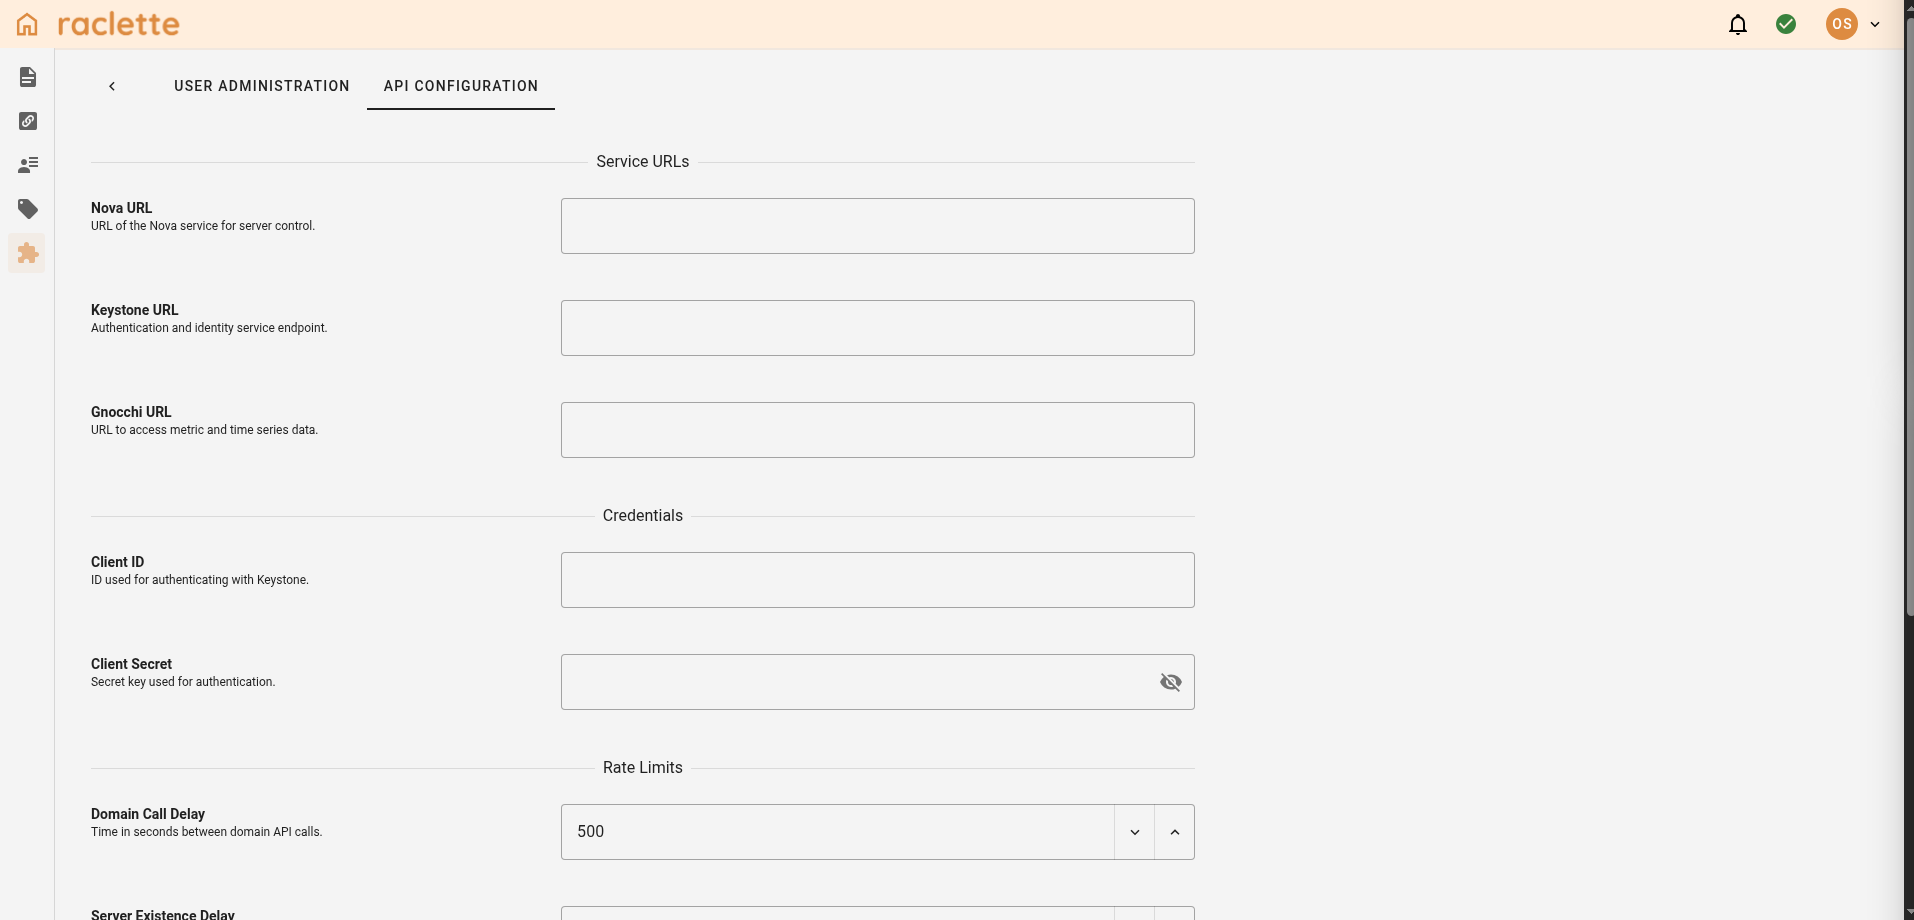 raclette
OS
USER ADMINISTRATION
API CONFIGURATION
Service URLs
Nova URL
URL of the Nova service for server control.
Keystone URL
Authentication and identity service endpoint.
Gnocchi URL
URL to access metric and time series data.
Credentials
Client ID
ID used for authenticating with Keystone.
Client Secret
Secret key used for authentication.
Rate Limits
Domain Call Delay
Time in seconds between domain API calls.
500
Server Existence Delay